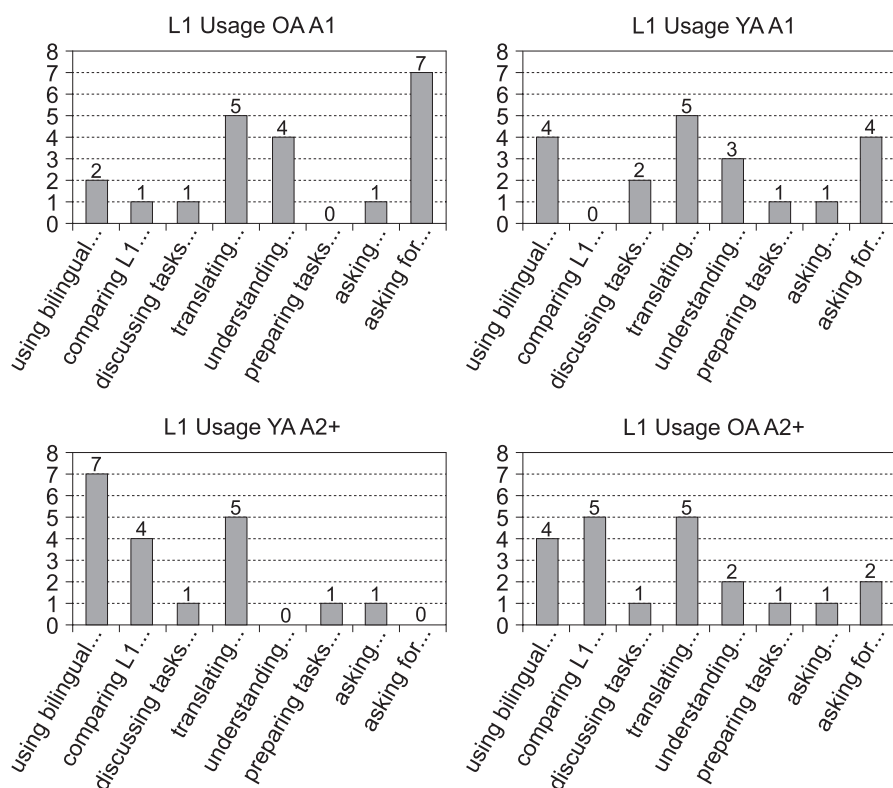 L1 Usage OA A1
8
7
6
5
4
3
2
1
0
2
1
1
5
4
0
1
7
using bilingual...
comparing L1...
discussing tasks...
translating...
understanding...
preparing tasks...
asking...
asking for...
L1 Usage YA A1
8
7
6
5
4
3
2
1
0
4
0
2
5
3
1
1
4
using bilingual...
comparing L1...
discussing tasks...
translating...
understanding...
preparing tasks...
asking...
asking for...
L1 Usage YA A2+
8
7
6
5
4
3
2
1
0
7
4
1
5
0
1
1
0
using bilingual...
comparing L1...
discussing tasks...
translating...
understanding...
preparing tasks...
asking...
asking for...
L1 Usage OA A2+
8
7
6
5
4
3
2
1
0
4
5
1
5
2
1
1
2
using bilingual...
comparing L1...
discussing tasks...
translating...
understanding...
preparing tasks...
asking...
asking for...